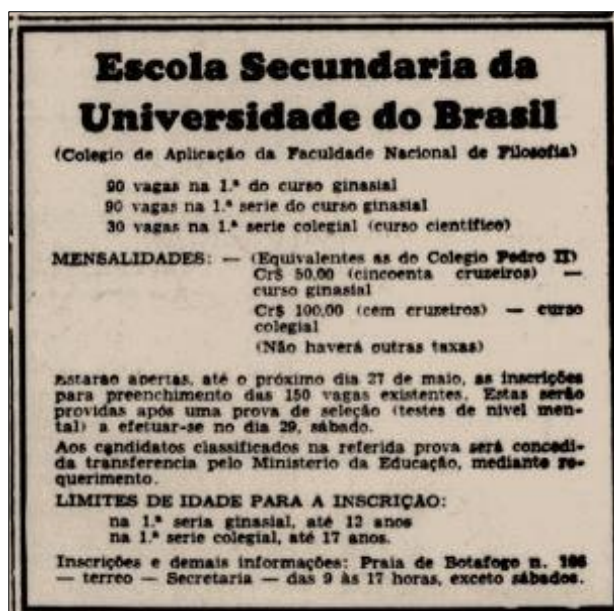 Escola Secundaria da
Universidade do Brasil
(Colegio de Aplicação da Faculdade Nacional de Filosofia)
90 vagas na 1.ª do curso ginasial
90 vagas na 1.ª serie do curso ginasial
30 vagas na 1.ª serie colegial (curso científico)
MENSALIDADES: — (Equivalentes as do Colegio Pedro II)
Cr$ 50,00 (cincoenta cruzeiros) —
curso ginasial
Cr$ 100,00 (cem cruzeiros) — curso
colegial
(Não haverá outras taxas)
Estarão abertas, até o próximo dia 27 de maio, as inscrições
para preenchimento das 150 vagas existentes. Estas serão
providas após uma prova de seleção (testes de nivel men-
tal) a efetuar-se no dia 29, sábado.
Aos candidatos classificados na referida prova será concedi-
da transferencia pelo Ministerio da Educação, mediante re-
querimento.
LIMITES DE IDADE PARA A INSCRIÇÃO:
na 1.ª seria ginasial, até 12 anos
na 1.ª serie colegial, até 17 anos.
Inscrições e demais informações: Praia de Botafogo n. 186
— terreo — Secretaria — das 9 às 17 horas, exceto sábados.